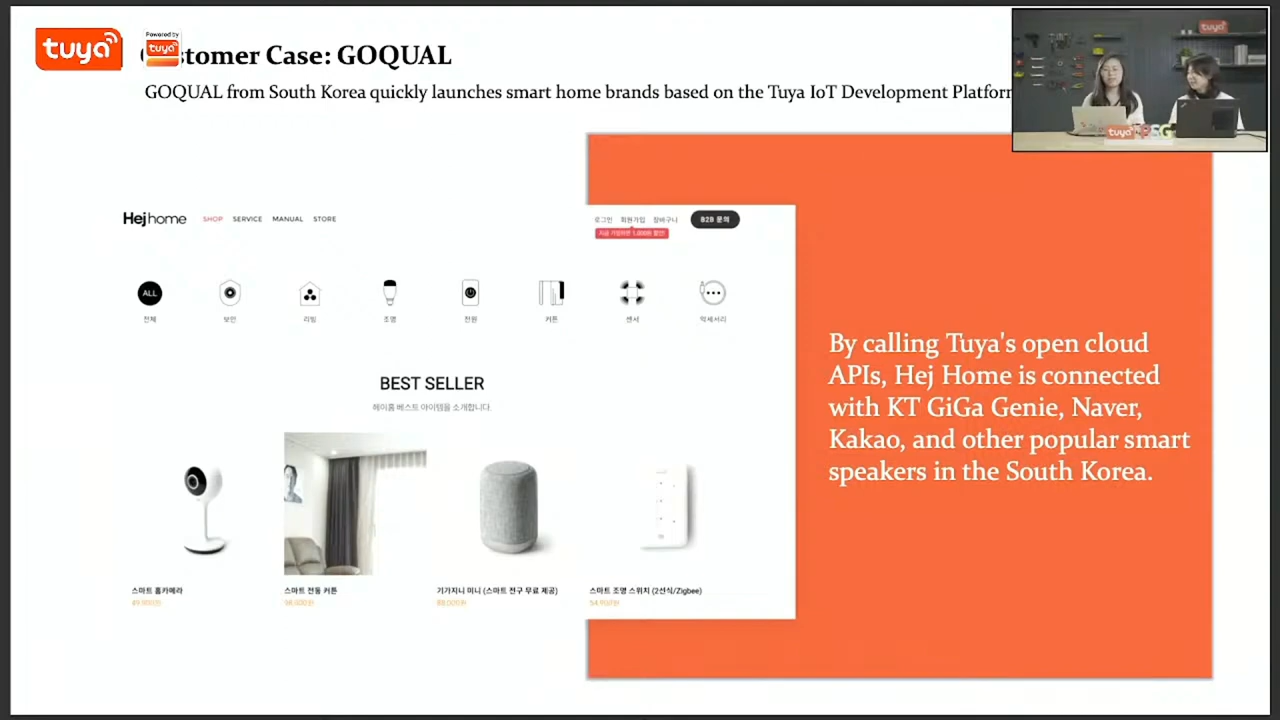 tuya
Powered by
tuya
stomer Case: GOQUAL
GOQUAL from South Korea quickly launches smart home brands based on the Tuya IoT Development Platform
tuya
tuya
Hej home
SHOP SERVICE MANUAL STORE
로그인 회원가입 장바구니
B2B 문의
ALL
전체 보안 리빙 조명 전원 커튼 센서 악세서리
BEST SELLER
헤이홈 베스트 아이템을 소개합니다.
스마트 홈카메라
스마트 전동 커튼
기가지니 미니 (스마트 전구 무료 제공)
스마트 조명 스위치 (2선식/Zigbee)
By calling Tuya's open cloud
APIs, Hej Home is connected
with KT GiGa Genie, Naver,
Kakao, and other popular smart
speakers in the South Korea.